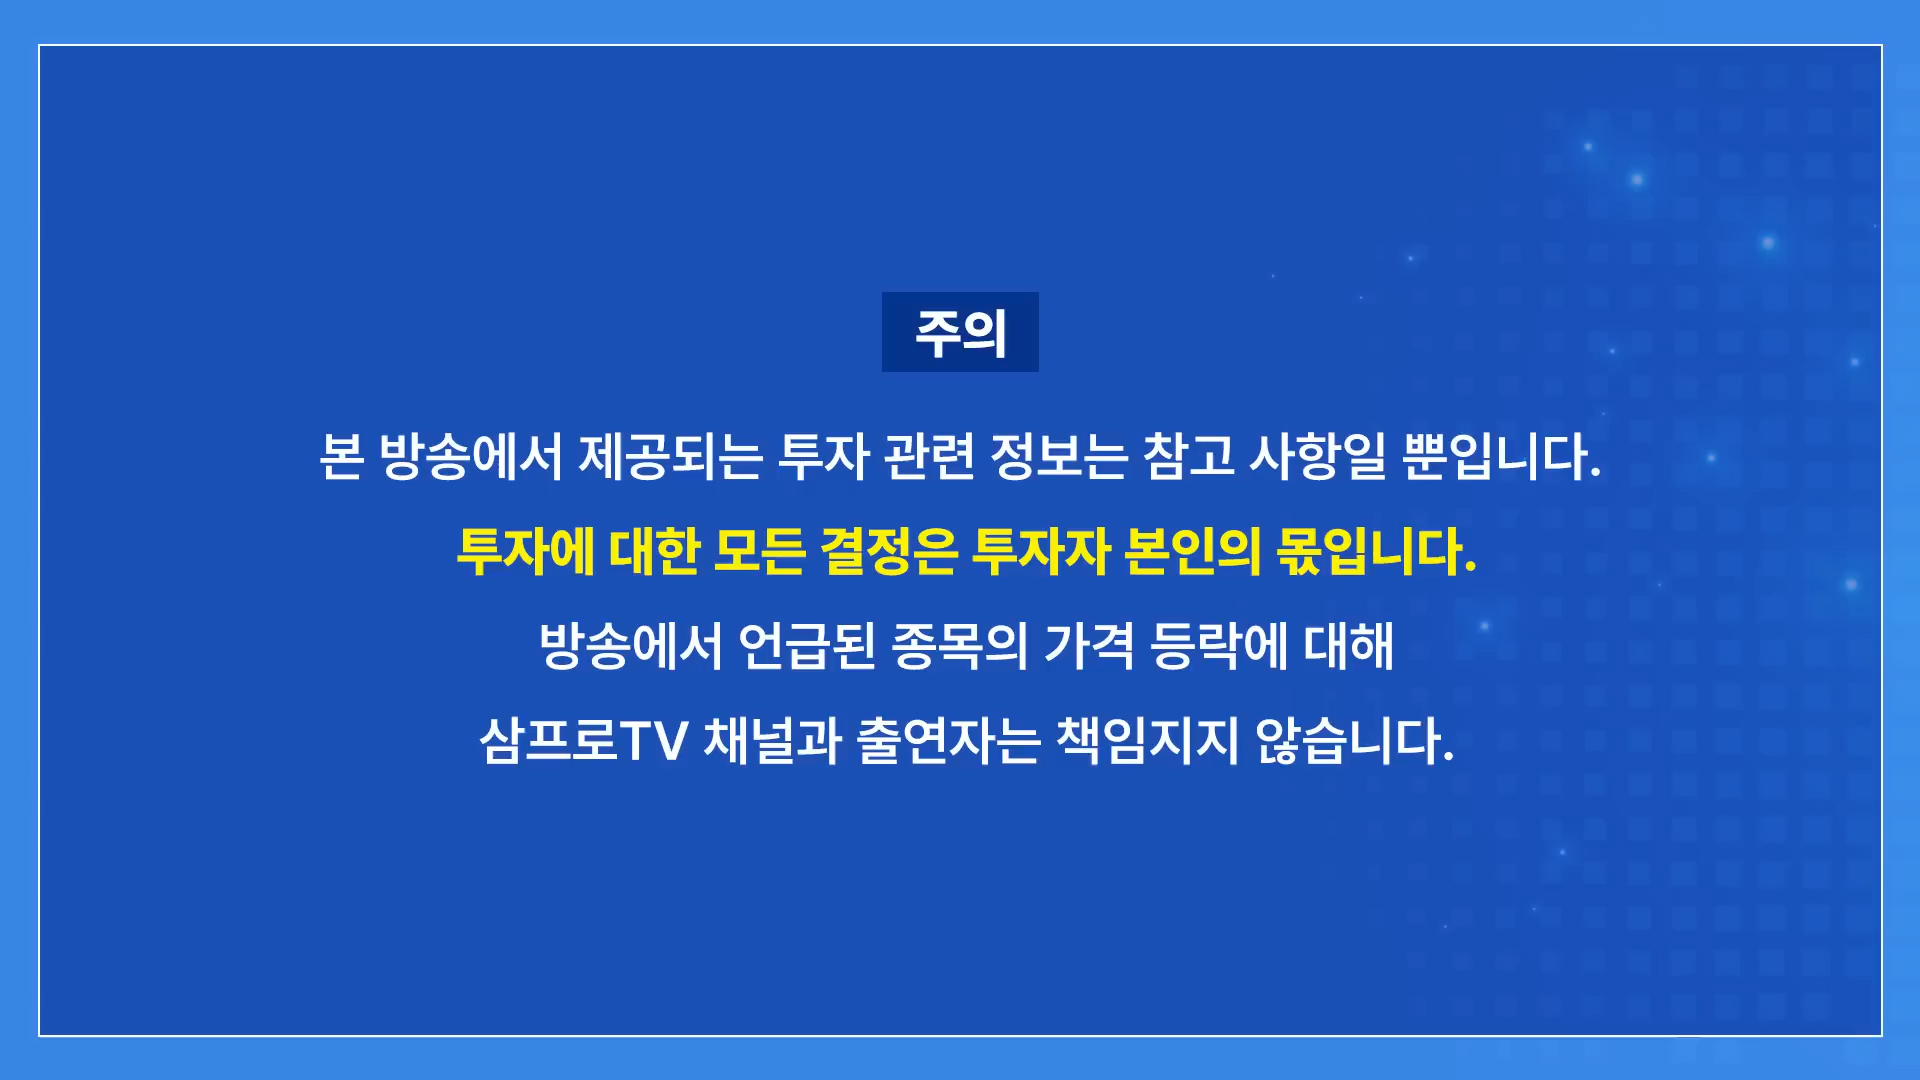 주의
본 방송에서 제공되는 투자 관련 정보는 참고 사항일 뿐입니다.
투자에 대한 모든 결정은 투자자 본인의 몫입니다.
방송에서 언급된 종목의 가격 등락에 대해
삼프로TV 채널과 출연자는 책임지지 않습니다.